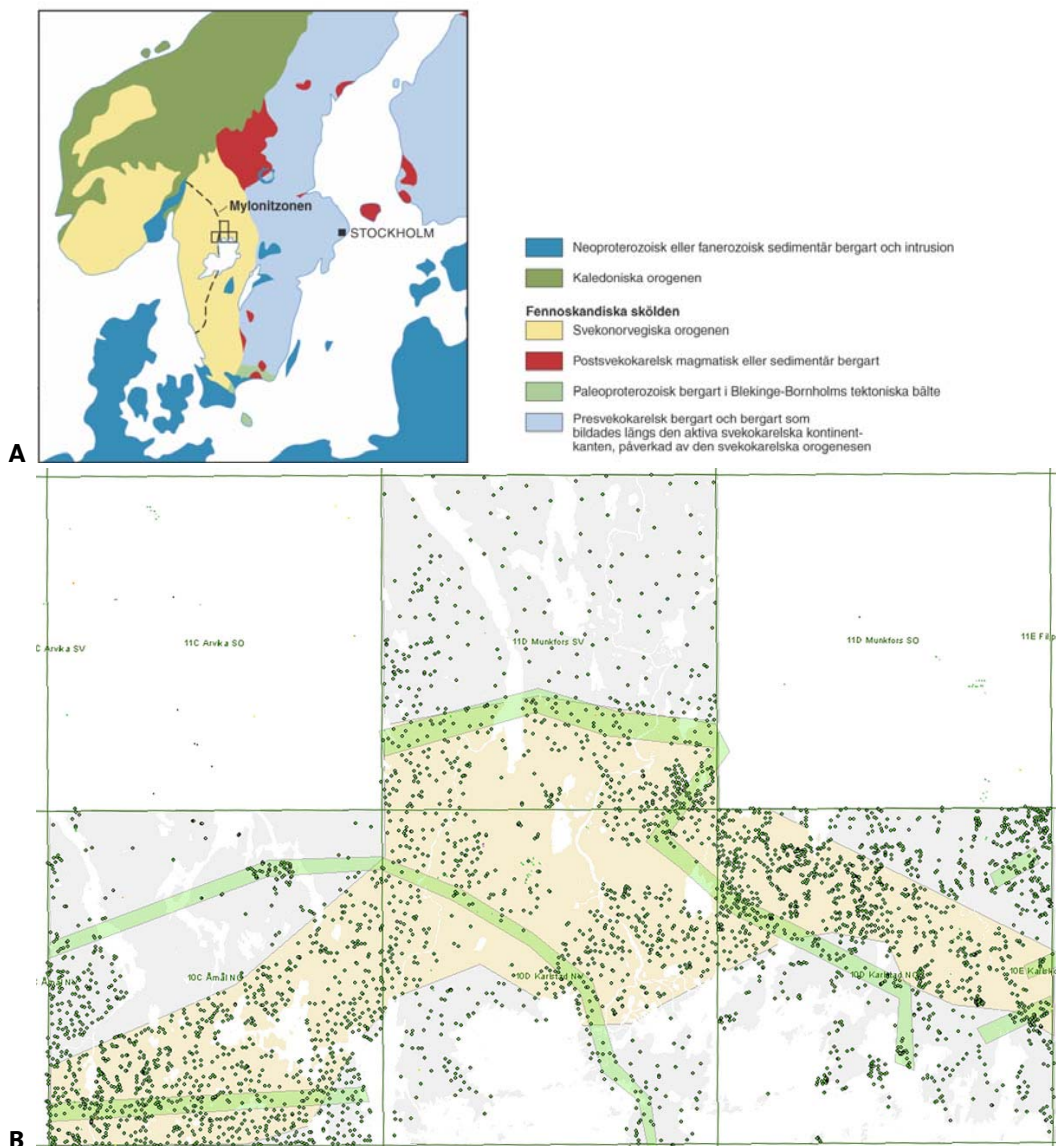 Mylonitzonen
STOCKHOLM
Neoproterozoisk eller fanerozoisk sedimentär bergart och intrusion
Kaledoniska orogenen
Fennoskandiska skölden
Svekonorvegiska orogenen
Postsvekokarelsk magmatisk eller sedimentär bergart
Paleoproterozoisk bergart i Blekinge-Bornholms tektoniska bälte
Presvekokarelsk bergart och bergart som
bildades längs den aktiva svekokarelska kontinent-
kanten, påverkad av den svekokarelska orogenesen
A
C Arvika SV
11C Arvika SO
11D Munkfors SV
11D Munkfors SO
11E Filip
10C Åmål NO
10D Karlstad
10D Karlstad NO
10E
B